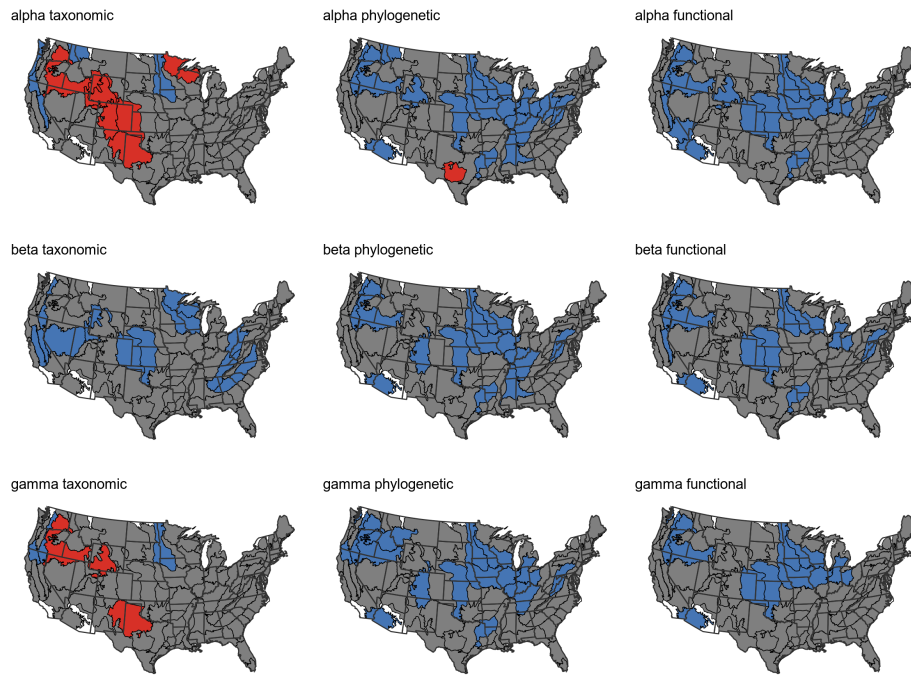 alpha taxonomic
alpha phylogenetic
alpha functional
beta taxonomic
beta phylogenetic
beta functional
gamma taxonomic
gamma phylogenetic
gamma functional